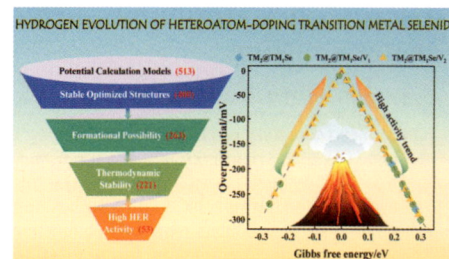 HYDROGEN EVOLUTION OF HETEROATOM-DOPING TRANSITION METAL SELENID
Potential Calculation Models (513)
Stable Optimized Structures
Formational Possibility
Thermodynamic
Stability (221)
High HER
Activity (53)
TM₂@TM₁Se TM₂@TM₁Se/V₁ TM₂@TM₁Se/V₂
Overpotential/mV
0
-50
-100
-150
-200
-250
-300
High activity trend
-0.3 -0.2 -0.1 0.0 0.1 0.2 0.3
Gibbs free energy/eV